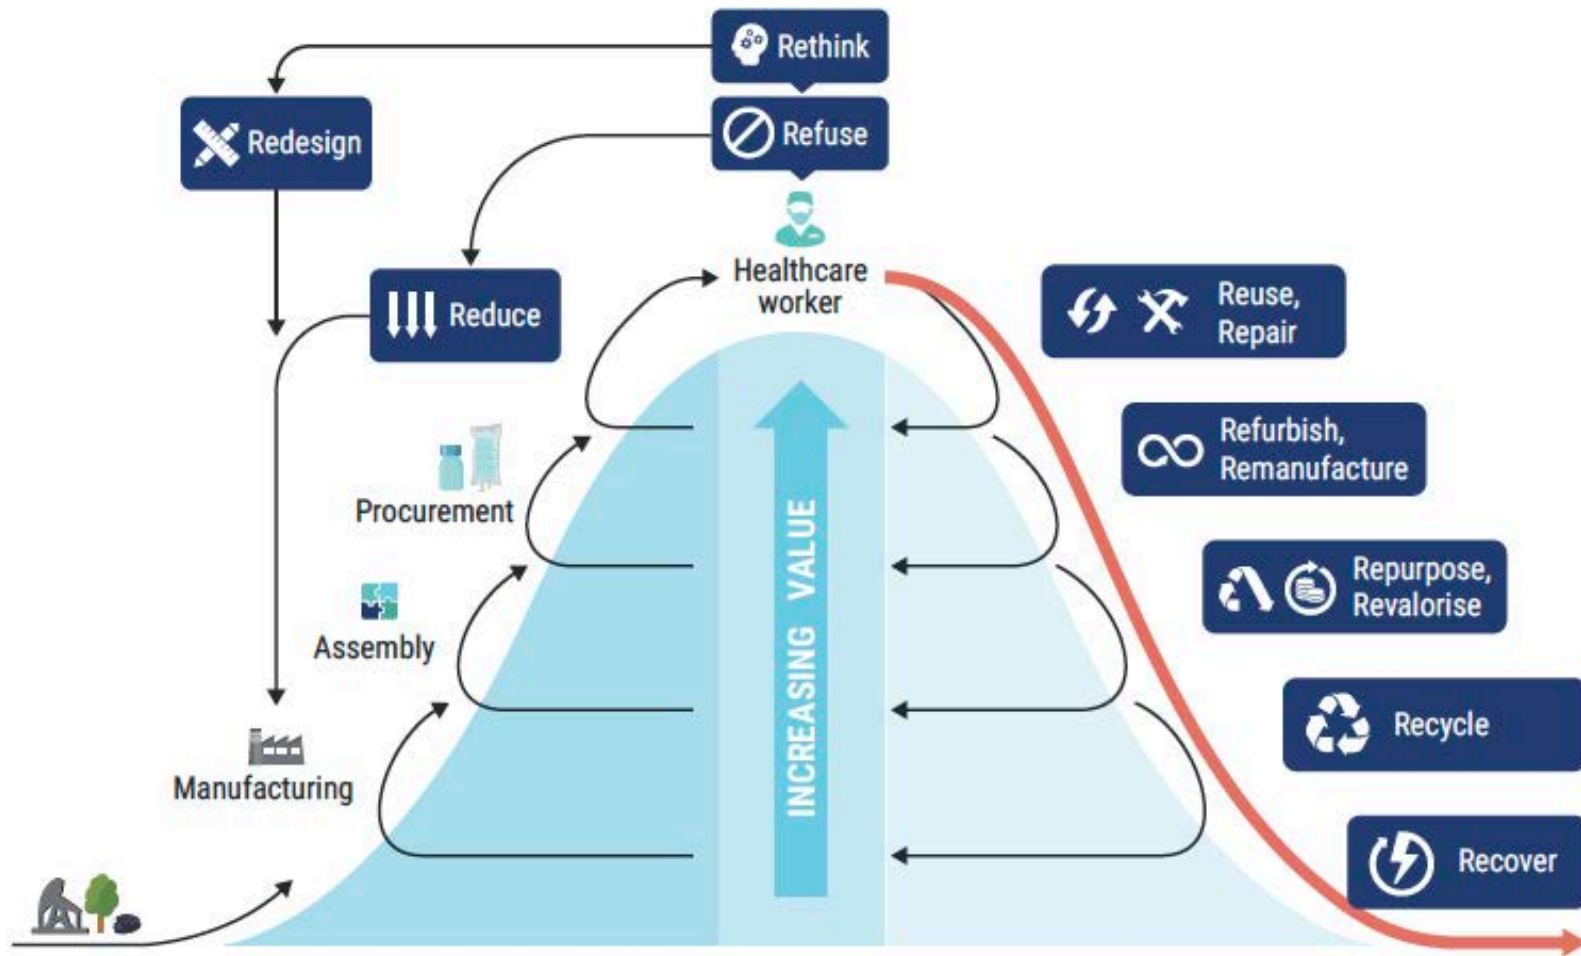 Rethink
Redesign
Refuse
Healthcare
worker
Reduce
Reuse,
Repair
Refurbish,
Remanufacture
Procurement
Repurpose,
Revalorise
Assembly
INCREASING VALUE
Recycle
Manufacturing
Recover